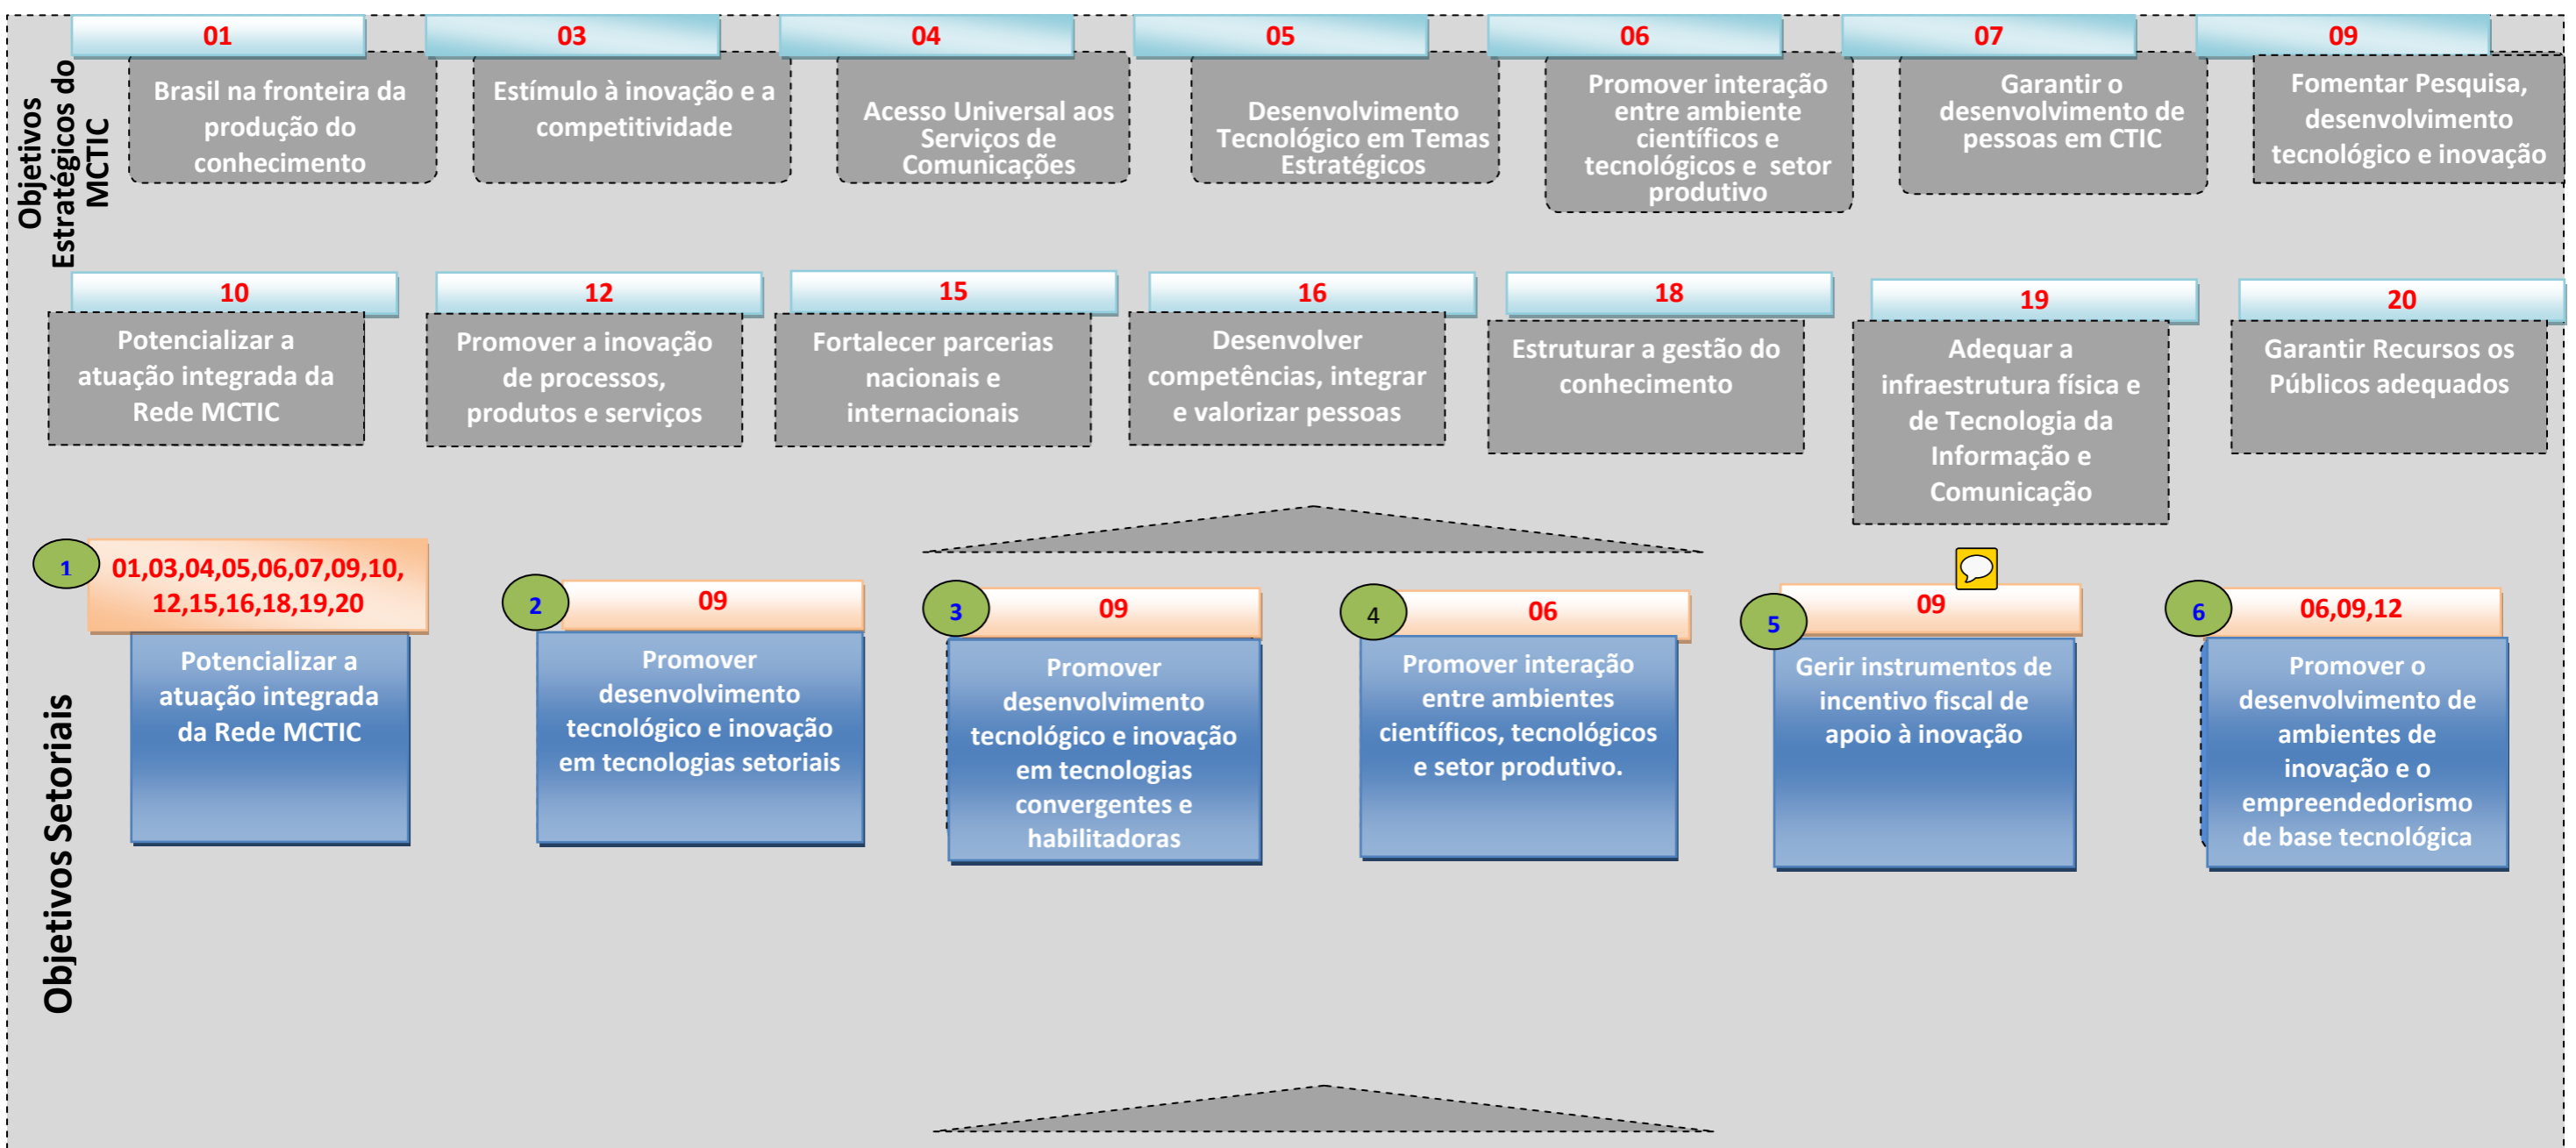 Objetivos
Estratégicos do
MCTIC
01
Brasil na fronteira da
produção do
conhecimento
03
Estímulo à inovação e a
competitividade
04
Acesso Universal aos
Serviços de
Comunicações
05
Desenvolvimento
Tecnológico em Temas
Estratégicos
06
Promover interação
entre ambiente
científicos e
tecnológicos e setor
produtivo
07
Garantir o
desenvolvimento de
pessoas em CTIC
09
Fomentar Pesquisa,
desenvolvimento
tecnológico e inovação
10
Potencializar a
atuação integrada da
Rede MCTIC
12
Promover a inovação
de processos,
produtos e serviços
15
Fortalecer parcerias
nacionais e
internacionais
16
Desenvolver
competências, integrar
e valorizar pessoas
18
Estruturar a gestão do
conhecimento
19
Adequar a
infraestrutura física e
de Tecnologia da
Informação e
Comunicação
20
Garantir Recursos os
Públicos adequados
Objetivos Setoriais
1
01,03,04,05,06,07,09,10,
12,15,16,18,19,20
Potencializar a
atuação integrada
da Rede MCTIC
2
09
Promover
desenvolvimento
tecnológico e inovação
em tecnologias setoriais
3
09
Promover
desenvolvimento
tecnológico e inovação
em tecnologias
convergentes e
habilitadoras
4
06
Promover interação
entre ambientes
científicos, tecnológicos
e setor produtivo.
5
09
Gerir instrumentos de
incentivo fiscal de
apoio à inovação
6
06,09,12
Promover o
desenvolvimento de
ambientes de
inovação e o
empreendedorismo
de base tecnológica